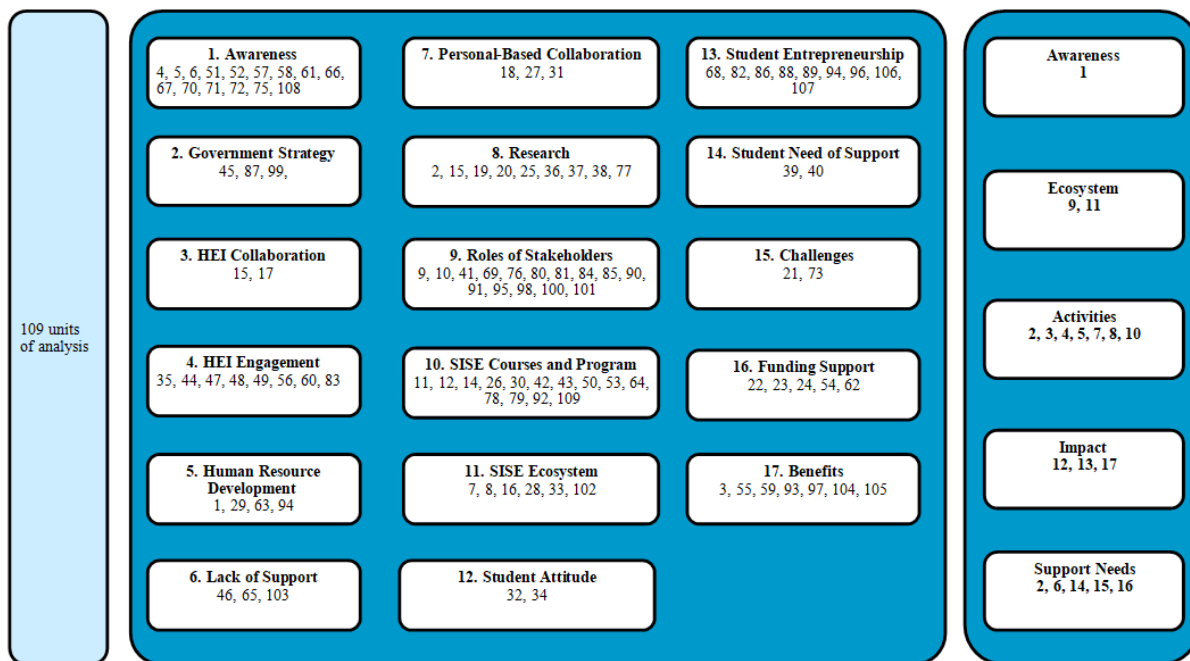 109 units
of analysis
1. Awareness
4, 5, 6, 51, 52, 57, 58, 61, 66,
67, 70, 71, 72, 75, 108
2. Government Strategy
45, 87, 99,
3. HEI Collaboration
15, 17
4. HEI Engagement
35, 44, 47, 48, 49, 56, 60, 83
5. Human Resource
Development
1, 29, 63, 94
6. Lack of Support
46, 65, 103
7. Personal-Based Collaboration
18, 27, 31
8. Research
2, 15, 19, 20, 25, 36, 37, 38, 77
9. Roles of Stakeholders
9, 10, 41, 69, 76, 80, 81, 84, 85, 90,
91, 95, 98, 100, 101
10. SISE Courses and Program
11, 12, 14, 26, 30, 42, 43, 50, 53, 64,
78, 79, 92, 109
11. SISE Ecosystem
7, 8, 16, 28, 33, 102
12. Student Attitude
32, 34
13. Student Entrepreneurship
68, 82, 86, 88, 89, 94, 96, 106,
107
14. Student Need of Support
39, 40
15. Challenges
21, 73
16. Funding Support
22, 23, 24, 54, 62
17. Benefits
3, 55, 59, 93, 97, 104, 105
Awareness
1
Ecosystem
9, 11
Activities
2, 3, 4, 5, 7, 8, 10
Impact
12, 13, 17
Support Needs
2, 6, 14, 15, 16